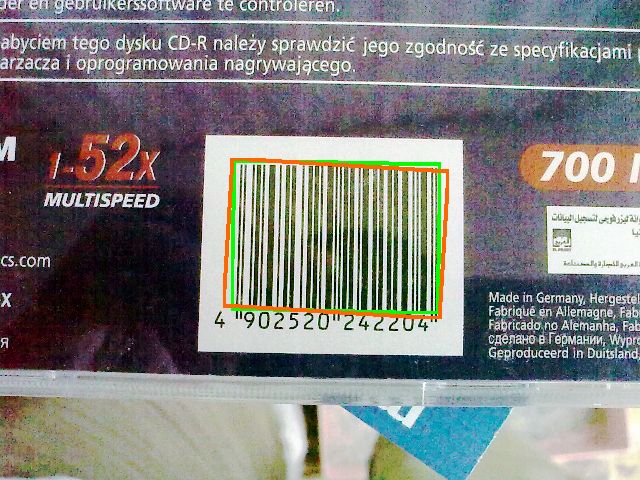 der en gebruikerssoftware te controleren.
abyciem tego dysku CD-R należy sprawdzić jego zgodność ze specyfikacjami
arzacza i oprogramowania nagrywającego.
1-52X
MULTISPEED
700
cs.com
4 902520 242204
Made in Germany, Hergestel
Fabriqué en Allemagne, Fab
Fabricado no Alemanha, Fab
сделано в Германии, Wypro
Geproduceerd in Duitsland,